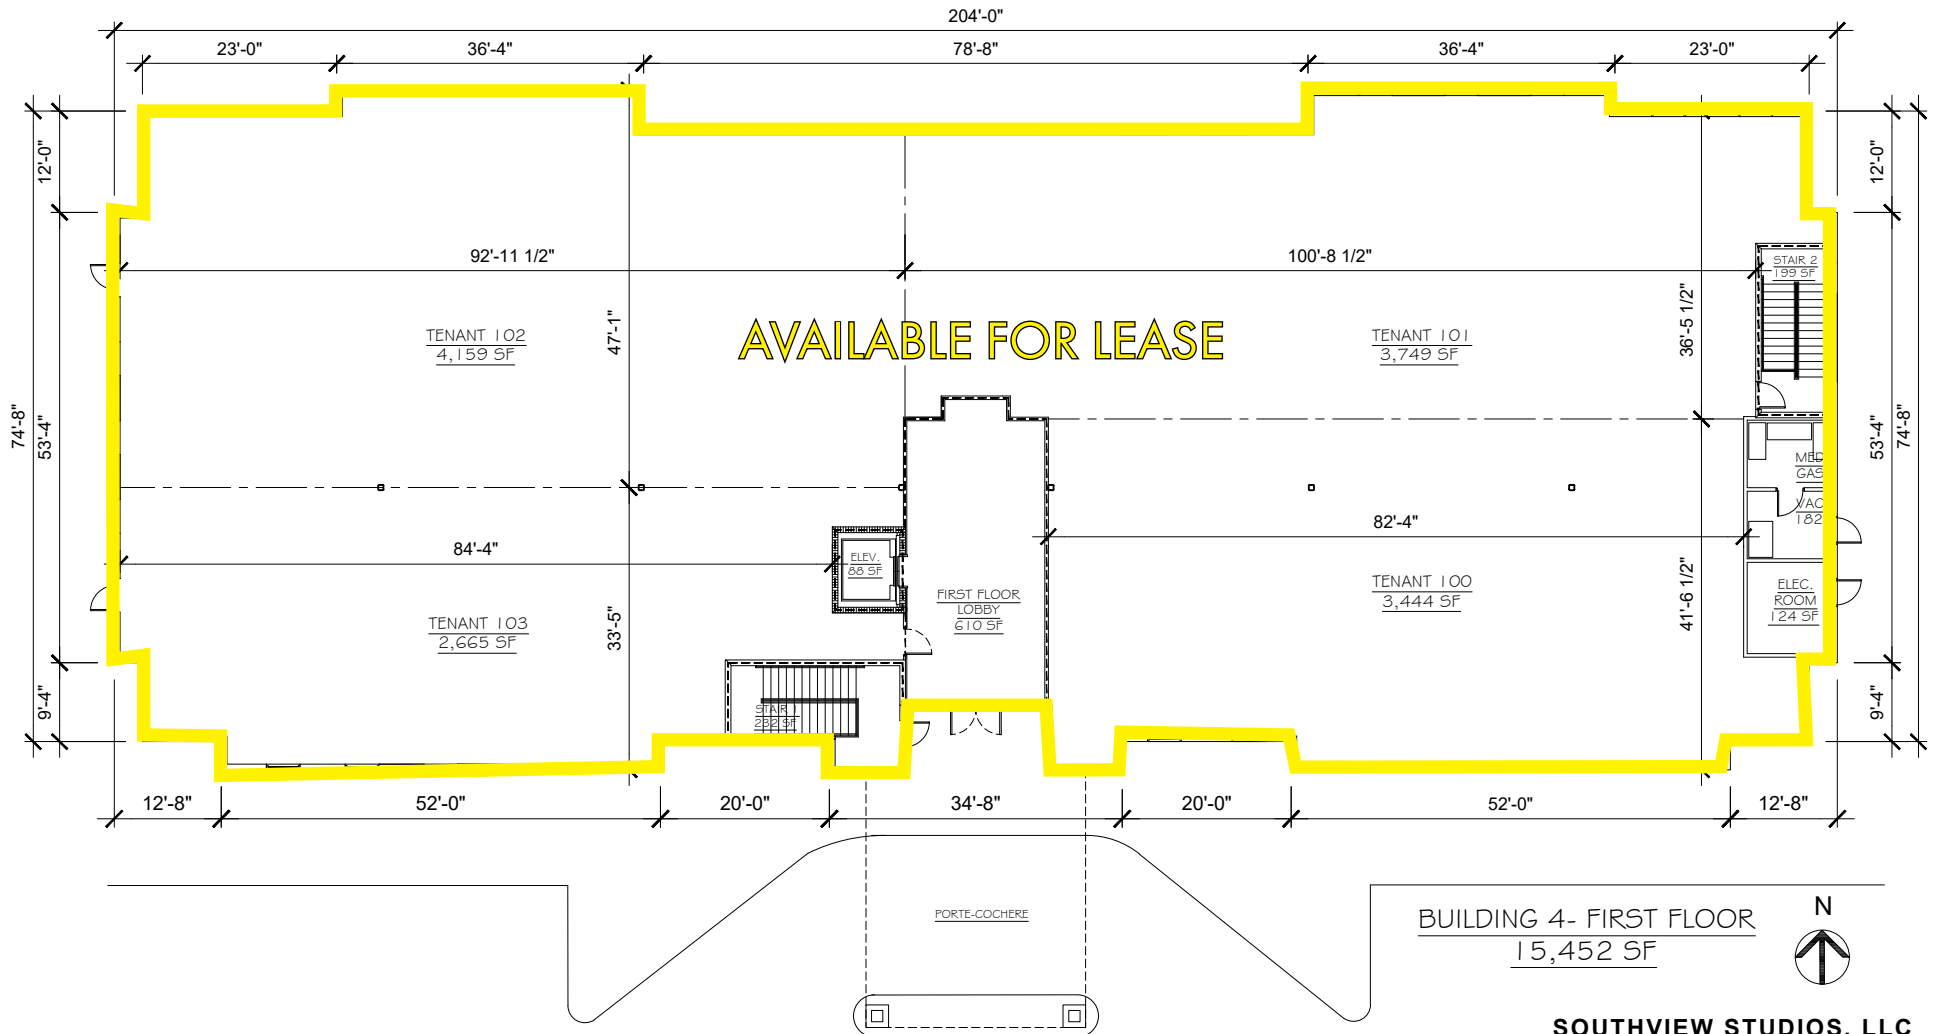 204'-0"
23'-0" 36'-4" 78'-8" 36'-4" 23'-0"
12'-0"
12'-0"
74'-8"
53'-4"
9'-4"
53'-4"
74'-8"
9'-4"
92'-11 1/2"
100'-8 1/2"
STAIR 2
199 SF
TENANT 102
4,159 SF
47'-1"
AVAILABLE FOR LEASE
TENANT 101
3,749 SF
36'-5 1/2"
MED
GAS
VAC
182
82'-4"
84'-4"
ELEV.
88 SF
TENANT 100
3,444 SF
41'-6 1/2"
ELEC.
ROOM
124 SF
FIRST FLOOR
LOBBY
610 SF
TENANT 103
2,665 SF
33'-5"
STAIR 1
232 SF
12'-8" 52'-0" 20'-0" 34'-8" 20'-0" 52'-0" 12'-8"
PORTE-COCHERE
BUILDING 4- FIRST FLOOR
15,452 SF
N
SOUTHVIEW STUDIOS, LLC